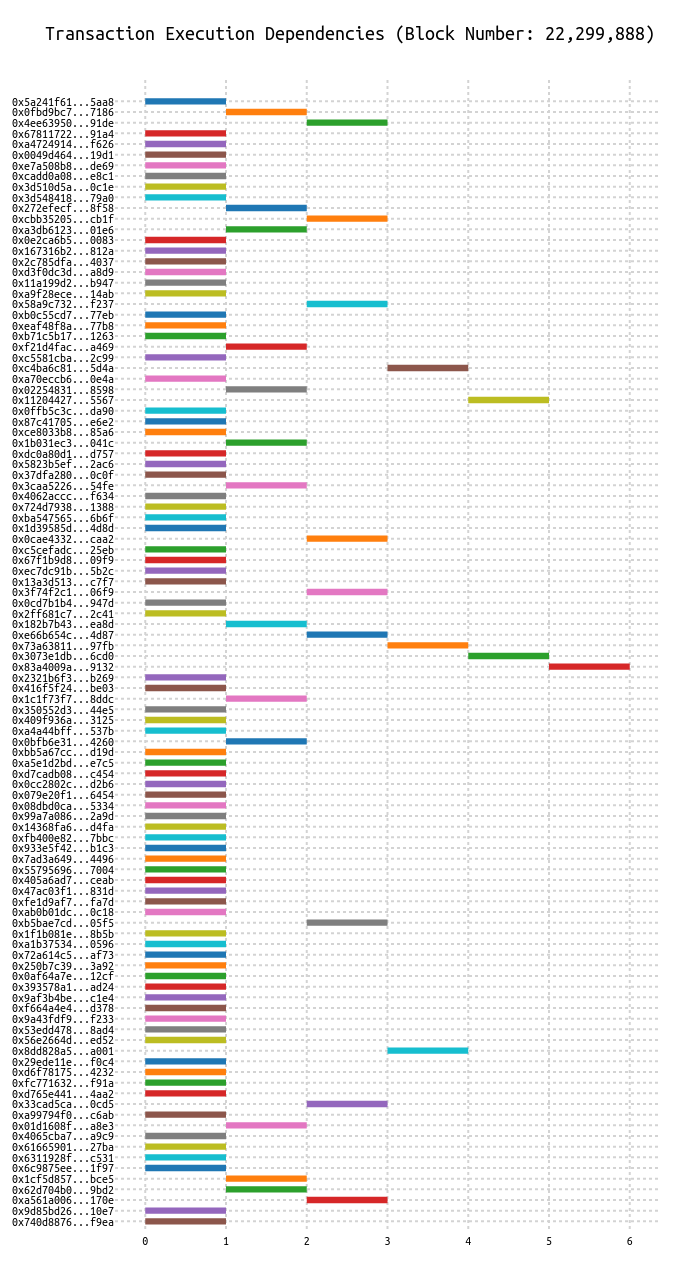 Transaction Execution Dependencies (Block Number: 22,299,888)
0x5a241f61...5aa8
0x0fbd9bc7...7186
0x4ee63950...91de
0x67811722...91a4
0xa4724914...f626
0x0049d464...19d1
0xe7a508b8...de69
0xcadd0a08...e8c1
0x3d510d5a...0c1e
0x3d548418...79a0
0x272efecf...8f58
0xcbb35205...cb1f
0xa3db6123...01e6
0x0e2ca6b5...0083
0x167316b2...812a
0x2c785dfa...4037
0xd3f0dc3d...a8d9
0x11a199d2...b947
0xa9f28ece...14ab
0x58a9c732...f237
0xb0c55cd7...77eb
0xeaf48f8a...77b8
0xb71c5b17...1263
0xf21d4fac...a469
0xc5581cba...2c99
0xc4ba6c81...5d4a
0xa70eccb6...0e4a
0x02254831...8598
0x11204427...5567
0x0ffb5c3c...da90
0x87c41705...e6e2
0xce8033b8...85a6
0x1b031ec3...041c
0xdc0a80d1...d757
0x5823b5ef...2ac6
0x37dfa280...0c0f
0x3caa5226...54fe
0x4062accc...f634
0x724d7938...1388
0xba547565...6b6f
0x1d39585d...4d8d
0x0cae4332...caa2
0xc5cefadc...25eb
0x67f1b9d8...09f9
0xec7dc91b...5b2c
0x13a3d513...c7f7
0x3f74f2c1...06f9
0x0cd7b1b4...947d
0x2ff681c7...2c41
0x182b7b43...ea8d
0xe66b654c...4d87
0x73a63811...97fb
0x3073e1db...6cd0
0x83a4009a...9132
0x2321b6f3...b269
0x416f5f24...be03
0x1c1f73f7...8ddc
0x350552d3...44e5
0x409f936a...3125
0xa4a44bff...537b
0x0bfb6e31...4260
0xbb5a67cc...d19d
0xa5e1d2bd...e7c5
0xd7cadb08...c454
0x0cc2802c...d2b6
0x079e20f1...6454
0x08dbd0ca...5334
0x99a7a086...2a9d
0x14368fa6...d4fa
0xfb400e82...7bbc
0x933e5f42...b1c3
0x7ad3a649...4496
0x55795696...7004
0x405a6ad7...ceab
0x47ac03f1...831d
0xfe1d9af7...fa7d
0xab0b01dc...0c18
0xb5bae7cd...05f5
0x1f1b081e...8b5b
0xa1b37534...0596
0x72a614c5...af73
0x250b7c39...3a92
0x0af64a7e...12cf
0x393578a1...ad24
0x9af3b4be...c1e4
0xf664a4e4...d378
0x9a43fdf9...f233
0x53edd478...8ad4
0x56e2664d...ed52
0x8dd828a5...a001
0x29ede11e...f0c4
0xd6f78175...4232
0xfc771632...f91a
0xd765e441...4aa2
0x33cad5ca...0cd5
0xa99794f0...c6ab
0x01d1608f...a8e3
0x4065cba7...a9c9
0x61665901...27ba
0x6311928f...c531
0x6c9875ee...1f97
0x1cf5d857...bce5
0x62d704b0...9bd2
0xa561a006...170e
0x9d85bd26...10e7
0x740d8876...f9ea
0 1 2 3 4 5 6